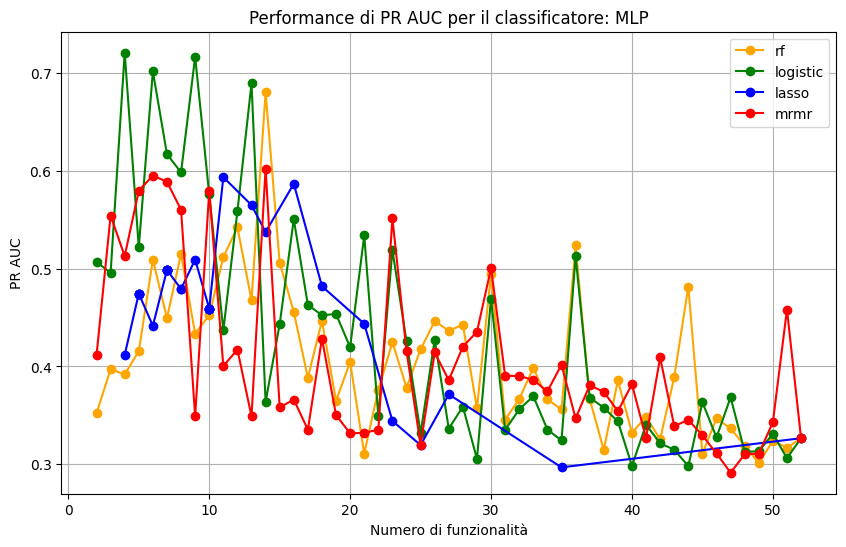 Performance di PR AUC per il classificatore: MLP
rf
logistic
lasso
mrmr
PR AUC
0.7
0.6
0.5
0.4
0.3
0 10 20 30 40 50
Numero di funzionalità